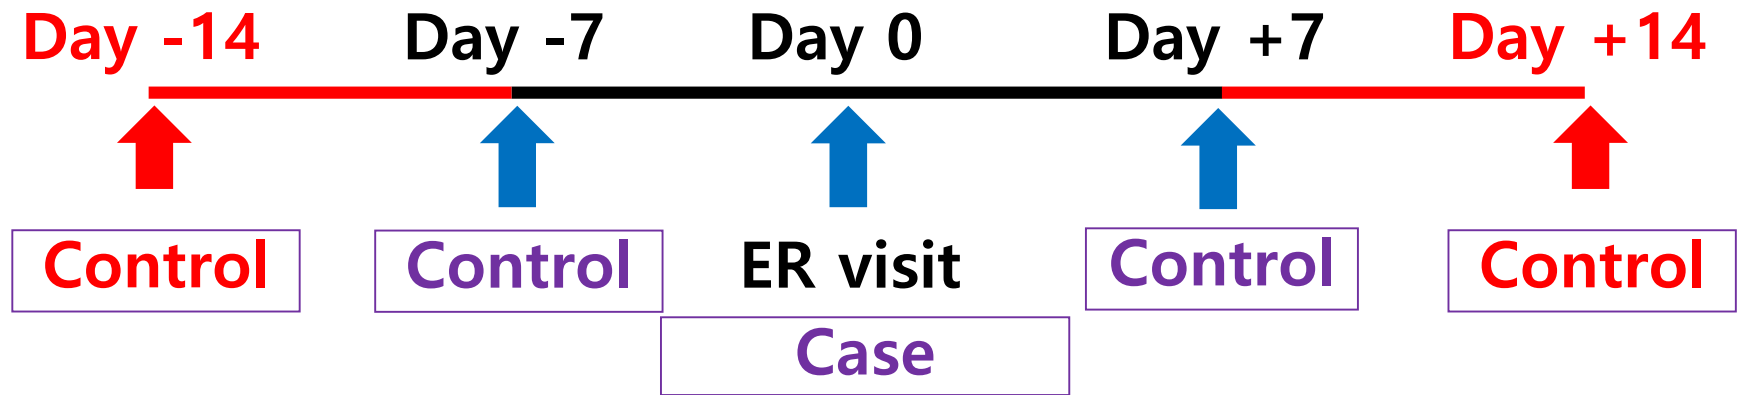 Day -14 Day -7 Day 0 Day +7 Day +14
Control Control ER visit Control Control
Case